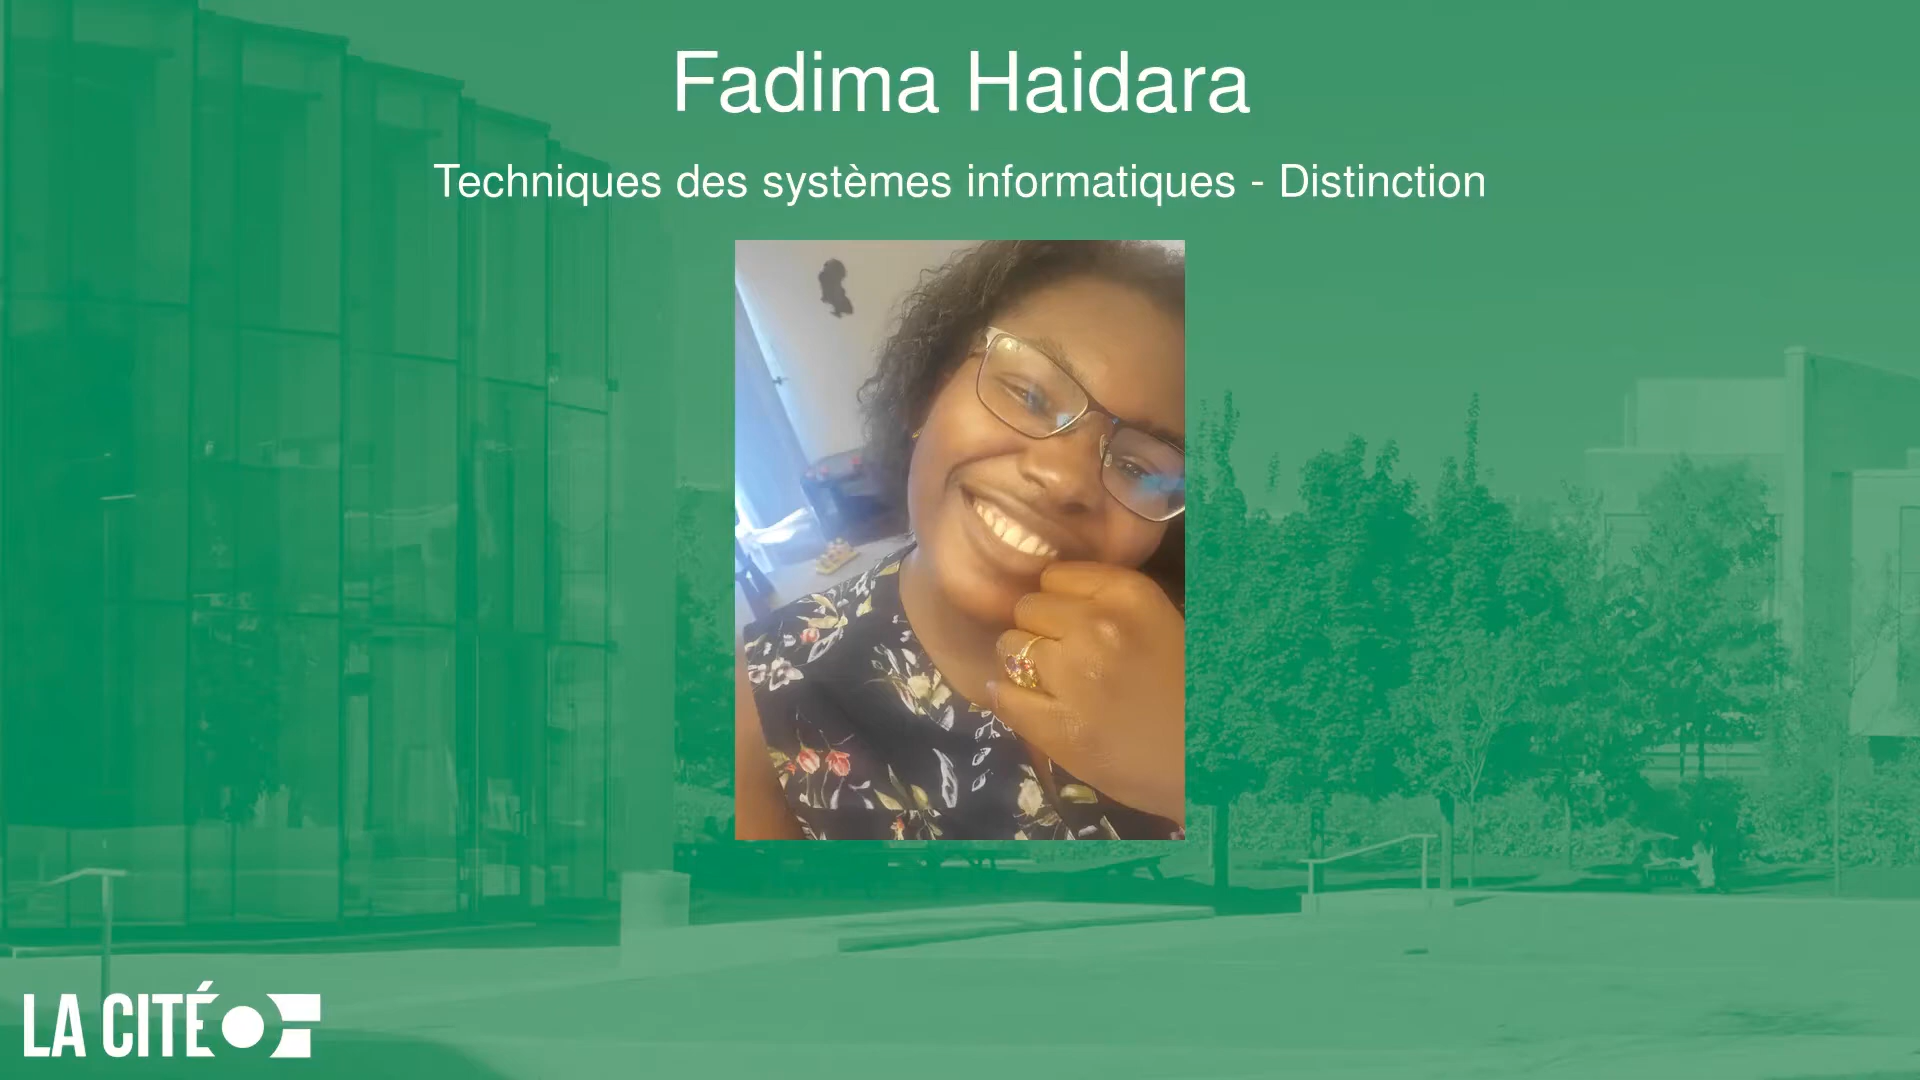 Fadima Haidara
Techniques des systèmes informatiques - Distinction
LA CITÉ